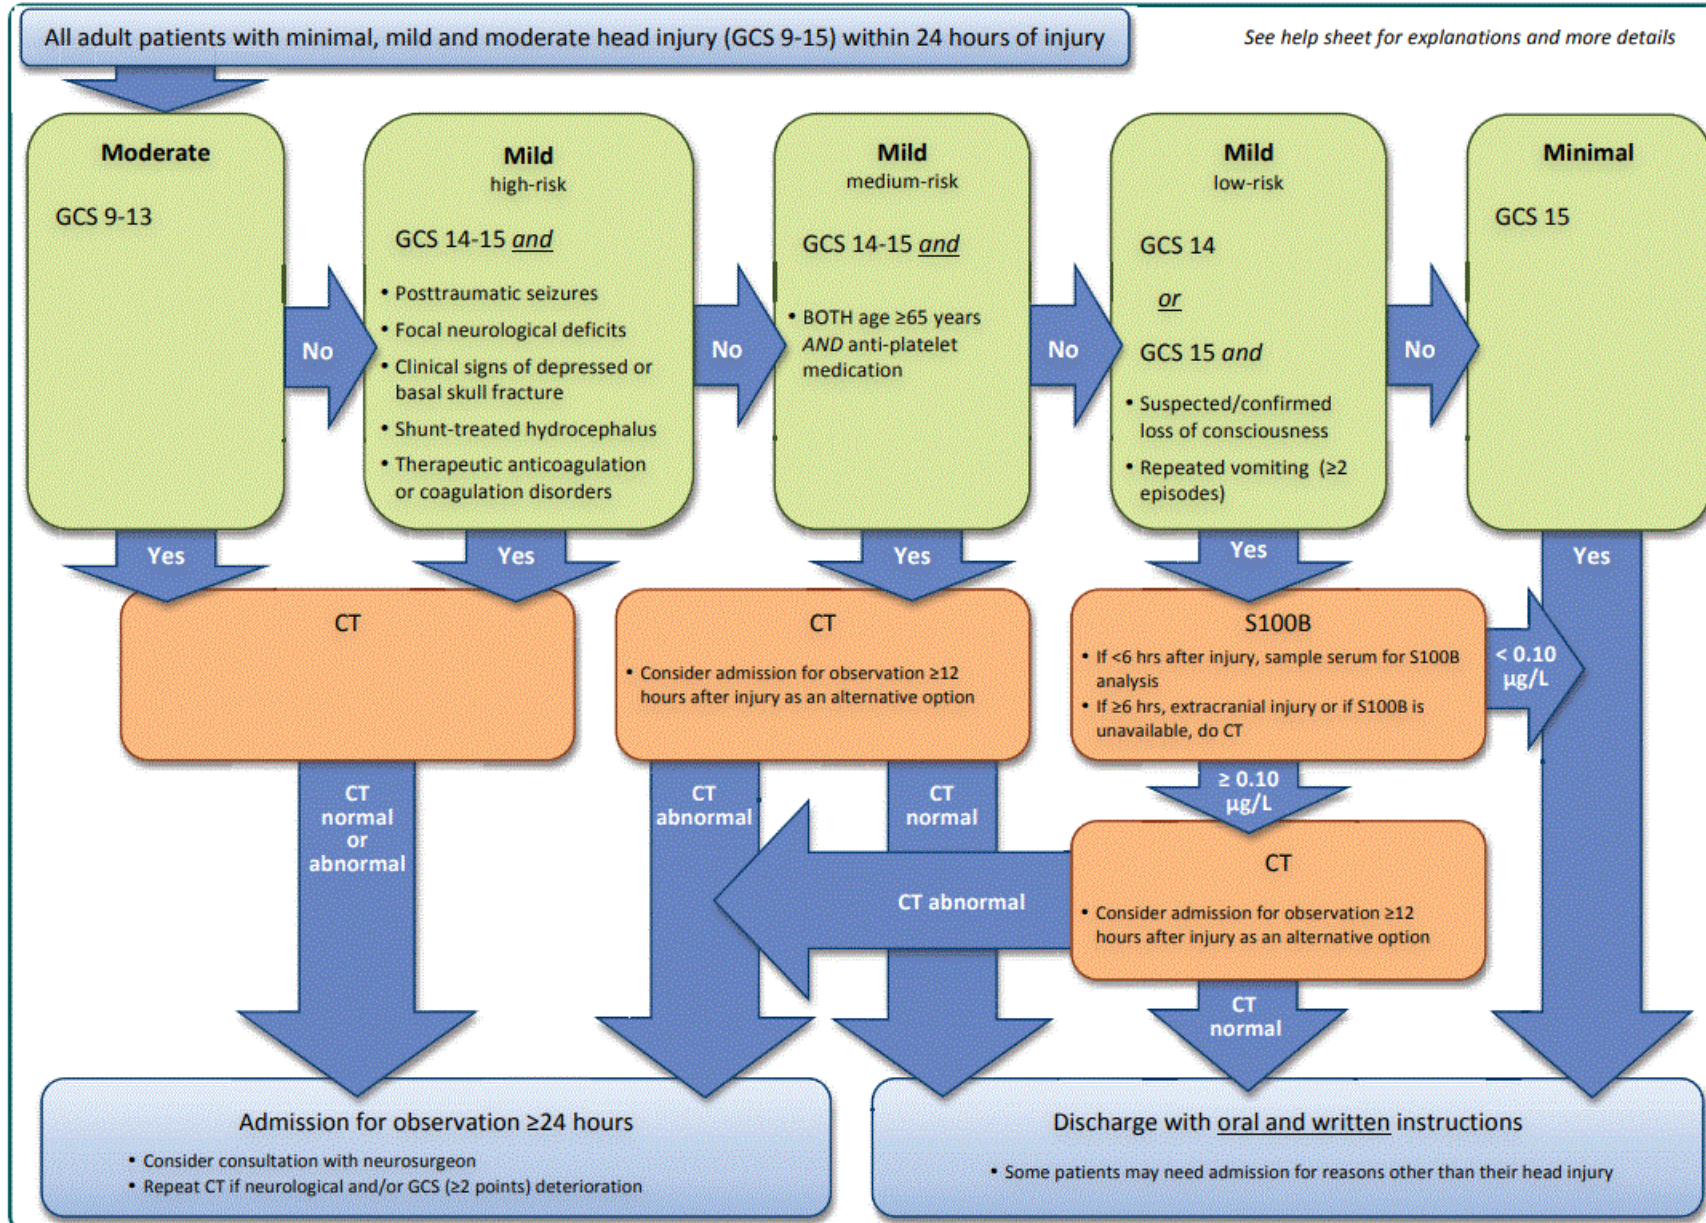 All adult patients with minimal, mild and moderate head injury (GCS 9-15) within 24 hours of injury
See help sheet for explanations and more details
Moderate
GCS 9-13
No
Mild
high-risk
GCS 14-15 and
• Posttraumatic seizures
• Focal neurological deficits
• Clinical signs of depressed or
basal skull fracture
• Shunt-treated hydrocephalus
• Therapeutic anticoagulation
or coagulation disorders
No
Mild
medium-risk
GCS 14-15 and
• BOTH age ≥65 years
AND anti-platelet
medication
No
Mild
low-risk
GCS 14
or
GCS 15 and
• Suspected/confirmed
loss of consciousness
• Repeated vomiting (≥2
episodes)
No
Minimal
GCS 15
Yes
Yes
Yes
Yes
Yes
CT
CT
• Consider admission for observation ≥12
hours after injury as an alternative option
S100B
• If <6 hrs after injury, sample serum for S100B
analysis
• If ≥6 hrs, extracranial injury or if S100B is
unavailable, do CT
< 0.10
µg/L
CT
normal
or
abnormal
CT
abnormal
CT
normal
≥ 0.10
µg/L
CT abnormal
CT
• Consider admission for observation ≥12
hours after injury as an alternative option
CT
normal
Admission for observation ≥24 hours
• Consider consultation with neurosurgeon
• Repeat CT if neurological and/or GCS (≥2 points) deterioration
Discharge with oral and written instructions
• Some patients may need admission for reasons other than their head injury